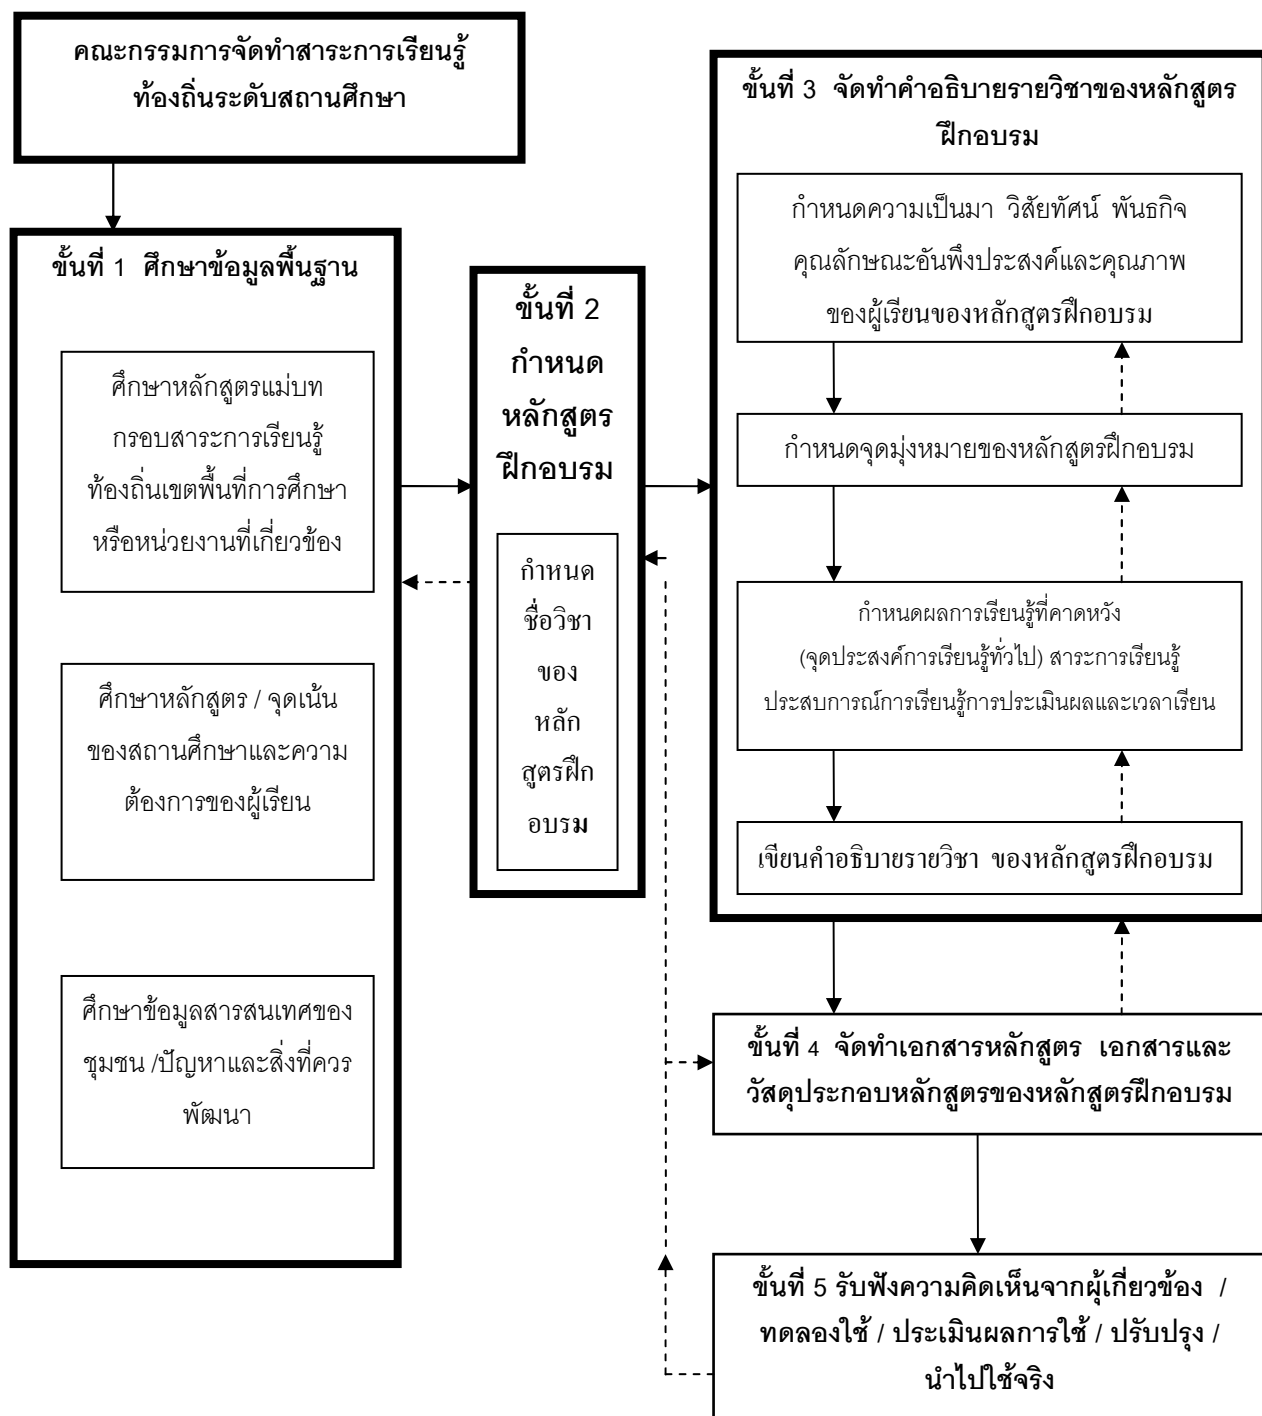 คณะกรรมการจัดทำสาระการเรียนรู้
ท้องถิ่นระดับสถานศึกษา
ขั้นที่ 1  ศึกษาข้อมูลพื้นฐาน
ศึกษาหลักสูตรแม่บท
กรอบสาระการเรียนรู้
ท้องถิ่นเขตพื้นที่การศึกษา
หรือหน่วยงานที่เกี่ยวข้อง
ศึกษาหลักสูตร / จุดเน้น
ของสถานศึกษาและความ
ต้องการของผู้เรียน
ศึกษาข้อมูลสารสนเทศของ
ชุมชน /ปัญหาและสิ่งที่ควร
พัฒนา
ขั้นที่ 2
กำหนด
หลักสูตร
ฝึกอบรม
กำหนด
ชื่อวิชา
ของ
หลัก
สูตรฝึก
อบรม
ขั้นที่ 3  จัดทำคำอธิบายรายวิชาของหลักสูตร
ฝึกอบรม
กำหนดความเป็นมา  วิสัยทัศน์  พันธกิจ
คุณลักษณะอันพึงประสงค์และคุณภาพ
ของผู้เรียนของหลักสูตรฝึกอบรม
กำหนดจุดมุ่งหมายของหลักสูตรฝึกอบรม
กำหนดผลการเรียนรู้ที่คาดหวัง
(จุดประสงค์การเรียนรู้ทั่วไป) สาระการเรียนรู้
ประสบการณ์การเรียนรู้การประเมินผลและเวลาเรียน
เขียนคำอธิบายรายวิชา  ของหลักสูตรฝึกอบรม
ขั้นที่ 4  จัดทำเอกสารหลักสูตร  เอกสารและ
วัสดุประกอบหลักสูตรของหลักสูตรฝึกอบรม
ขั้นที่ 5 รับฟังความคิดเห็นจากผู้เกี่ยวข้อง  /
ทดลองใช้ / ประเมินผลการใช้ / ปรับปรุง /
นำไปใช้จริง